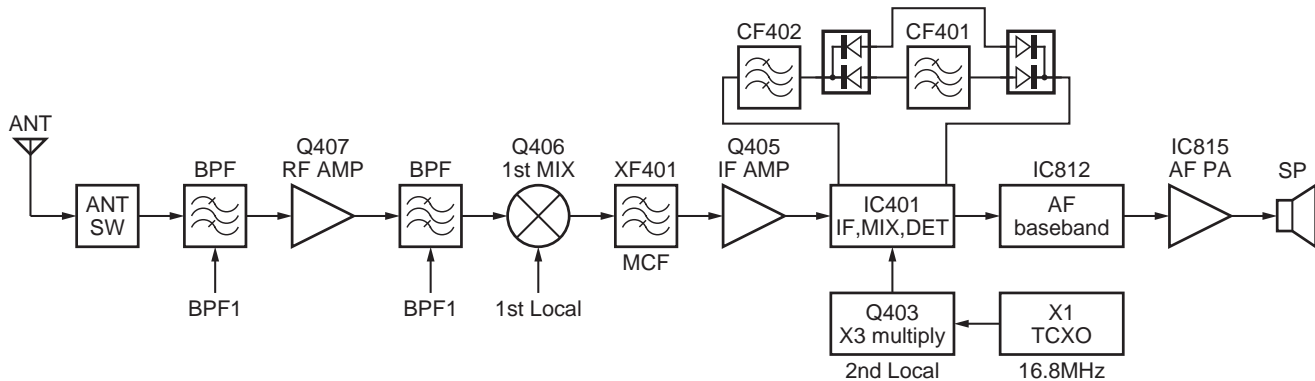 CF402
CF401
ANT
BPF
Q407
RF AMP
BPF
Q406
1st MIX
XF401
Q405
IF AMP
IC812
IC815
AF PA
SP
ANT
SW
IC401
IF,MIX,DET
AF
baseband
MCF
BPF1
BPF1
1st Local
Q403
X3 multiply
X1
TCXO
2nd Local
16.8MHz